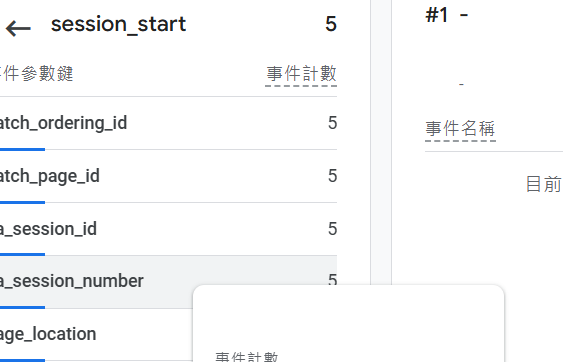 session_start 5
#1 -
件參數鍵 事件計數
-
事件名稱
atch_ordering_id 5
atch_page_id 5
目前
a_session_id 5
a_session_number 5
age_location
事件計數